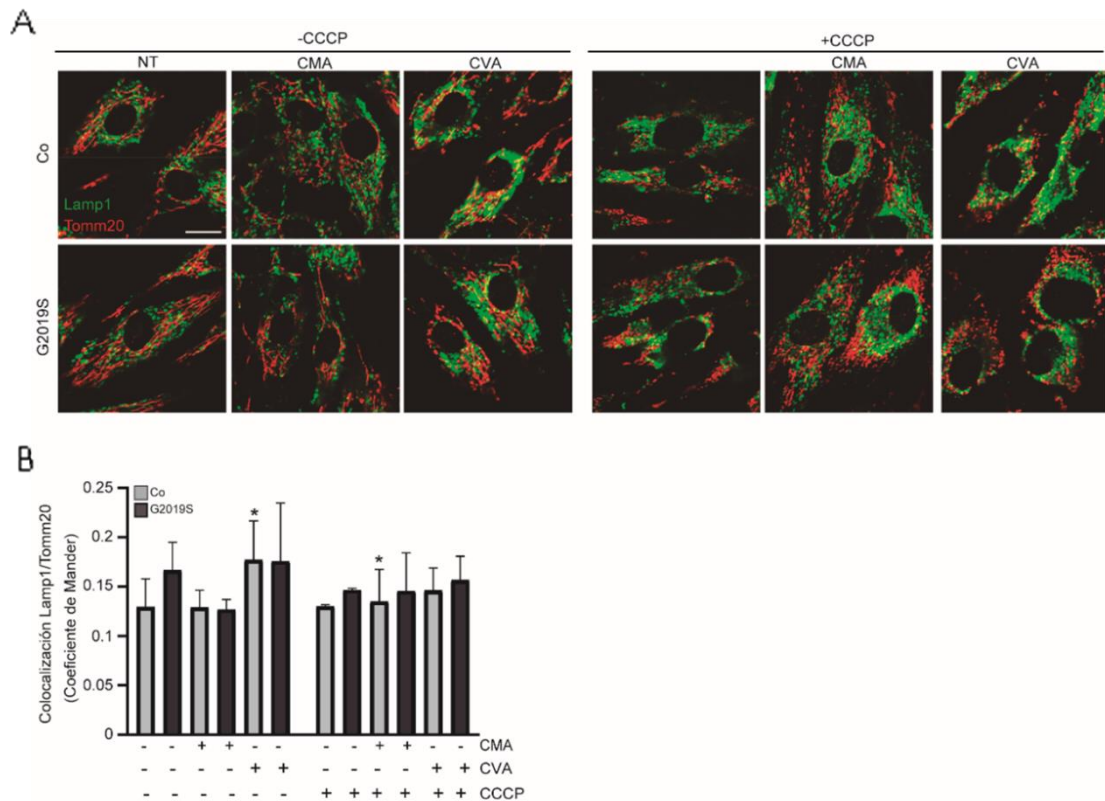 A
-CCCP
+CCCP
NT
CMA
CVA
CMA
CVA
Co
Lamp1
Tomm20
G2019S
B
Colocalización Lamp1/Tomm20
(Coeficiente de Mander)
0.25
0.2
0.15
0.1
0.05
0
Co
G2019S
*
*
- - + + - - - - + + - - CMA
- - - - + + - - - - + + CVA
- - - - - - + + + + + + CCCP